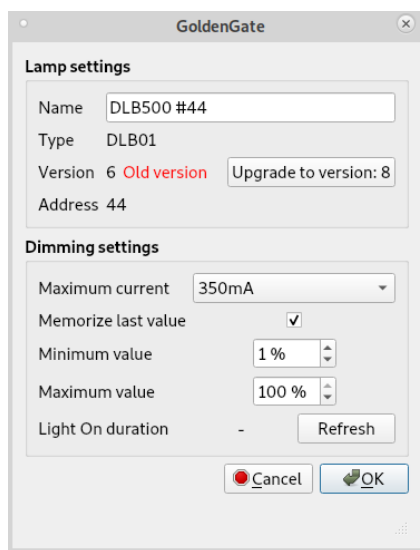 GoldenGate
Lamp settings
Name DLB500 #44
Type DLB01
Version 6 Old version Upgrade to version: 8
Address 44
Dimming settings
Maximum current 350mA
Memorize last value
Minimum value 1 %
Maximum value 100 %
Light On duration - Refresh
Cancel OK